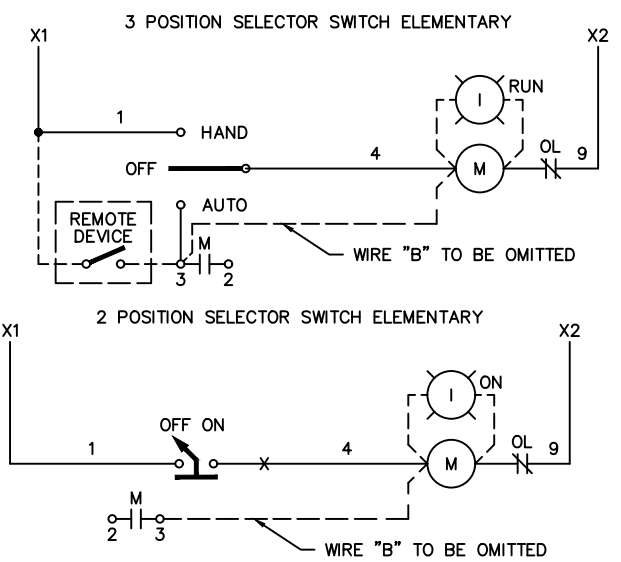 3 POSITION SELECTOR SWITCH ELEMENTARY
X1
X2
RUN
I
1
HAND
OL
OFF
4
M
9
AUTO
REMOTE
DEVICE
M
WIRE "B" TO BE OMITTED
3
2
2 POSITION SELECTOR SWITCH ELEMENTARY
X1
X2
I
ON
OFF ON
1
X
4
M
OL
9
M
2
3
WIRE "B" TO BE OMITTED